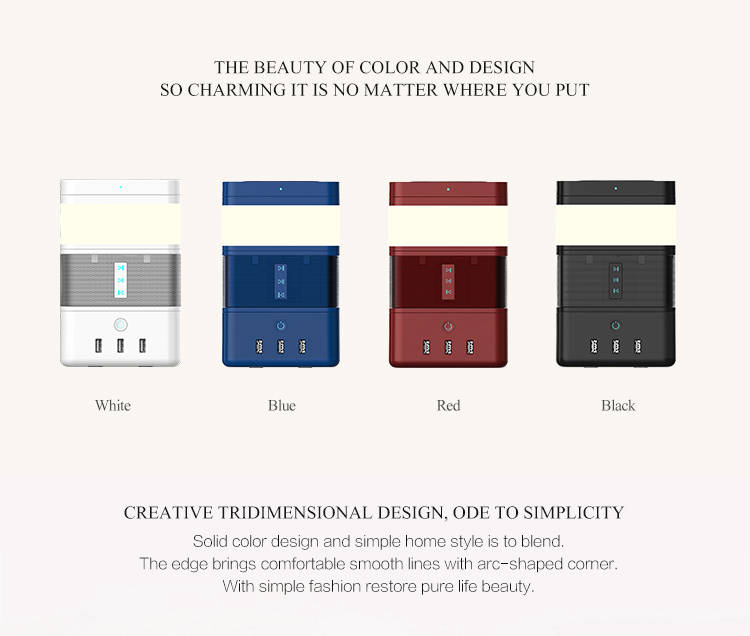 THE BEAUTY OF COLOR AND DESIGN
SO CHARMING IT IS NO MATTER WHERE YOU PUT
White
Blue
Red
Black
CREATIVE TRIDIMENSIONAL DESIGN, ODE TO SIMPLICITY
Solid color design and simple home style is to blend.
The edge brings comfortable smooth lines with arc-shaped corner.
With simple fashion restore pure life beauty.